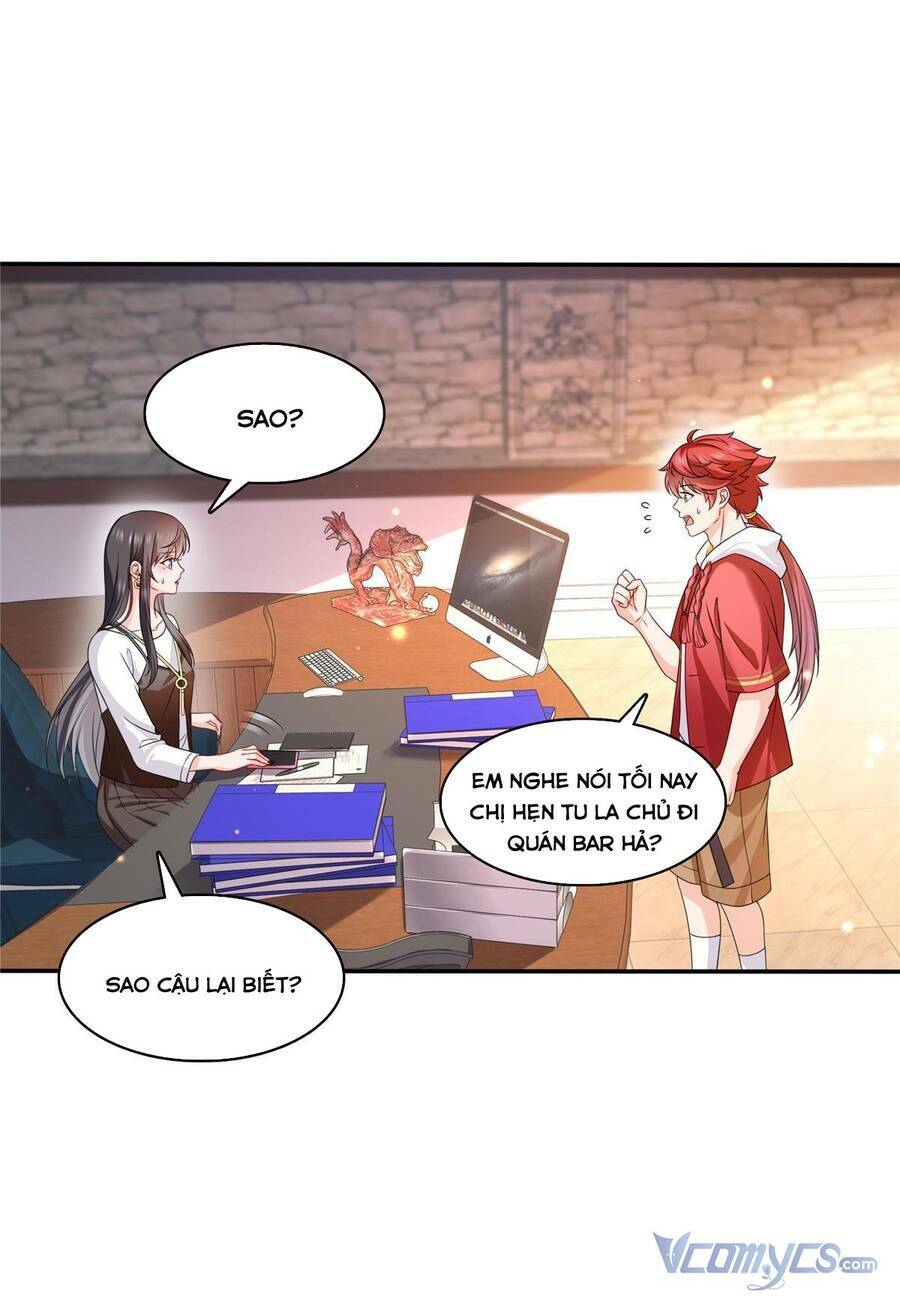 SAO?
EM NGHE NÓI TỐI NAY
CHỊ HẸN TU LA CHỦ ĐI
QUÁN BAR HẢ?
SAO CẬU LẠI BIẾT?
VCOMYCS.com